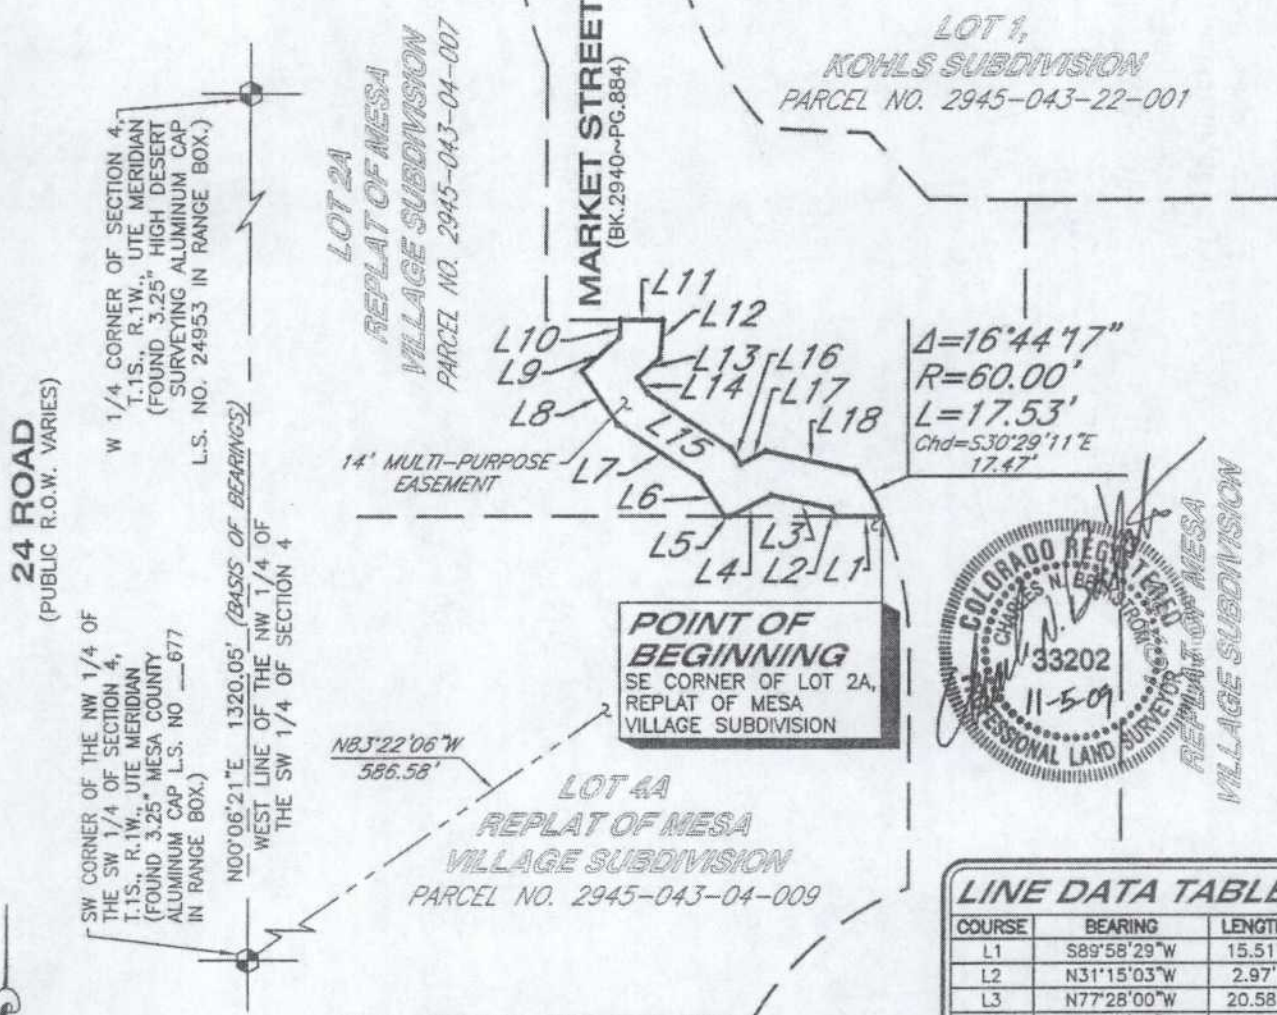 24 ROAD
(PUBLIC R.O.W. VARIES)
W 1/4 CORNER OF SECTION 4,
T.1S., R.1W., UTE MERIDIAN
(FOUND 3.25" HIGH DESERT
SURVEYING ALUMINUM CAP
L.S. NO. 24953 IN RANGE BOX.)
SW CORNER OF THE NW 1/4 OF
THE SW 1/4 OF SECTION 4,
T.1S., R.1W., UTE MERIDIAN
(FOUND 3.25" MESA COUNTY
ALUMINUM CAP L.S. NO __677
IN RANGE BOX.)
N00°06'21"E 1320.05' (BASIS OF BEARINGS)
WEST LINE OF THE NW 1/4 OF
THE SW 1/4 OF SECTION 4
LOT 2A
REPLAT OF MESA
VILLAGE SUBDIVISION
PARCEL NO. 2945-043-04-007
MARKET STREET
(BK.2940~PG.884)
LOT 1,
KOHLS SUBDIVISION
PARCEL NO. 2945-043-22-001
L11
L10
L12
L9
L13
L16
L14
L17
L8
L15
L18
L7
L6
L5
L3
L4
L2
L1
14' MULTI-PURPOSE
EASEMENT
Δ=16°44'17"
R=60.00'
L=17.53'
Chd=S30°29'11"E
17.47'
POINT OF
BEGINNING
SE CORNER OF LOT 2A,
REPLAT OF MESA
VILLAGE SUBDIVISION
COLORADO REGISTERED
CHARLES N. BECKSTROM
33202
11-5-09
PROFESSIONAL LAND SURVEYOR
REPLAT OF MESA
VILLAGE SUBDIVISION
N83°22'06"W
586.58'
LOT 4A
REPLAT OF MESA
VILLAGE SUBDIVISION
PARCEL NO. 2945-043-04-009
LINE DATA TABLE
COURSE BEARING LENGTH
L1 S89°58'29"W 15.51
L2 N31°15'03"W 2.97'
L3 N77°28'00"W 20.58